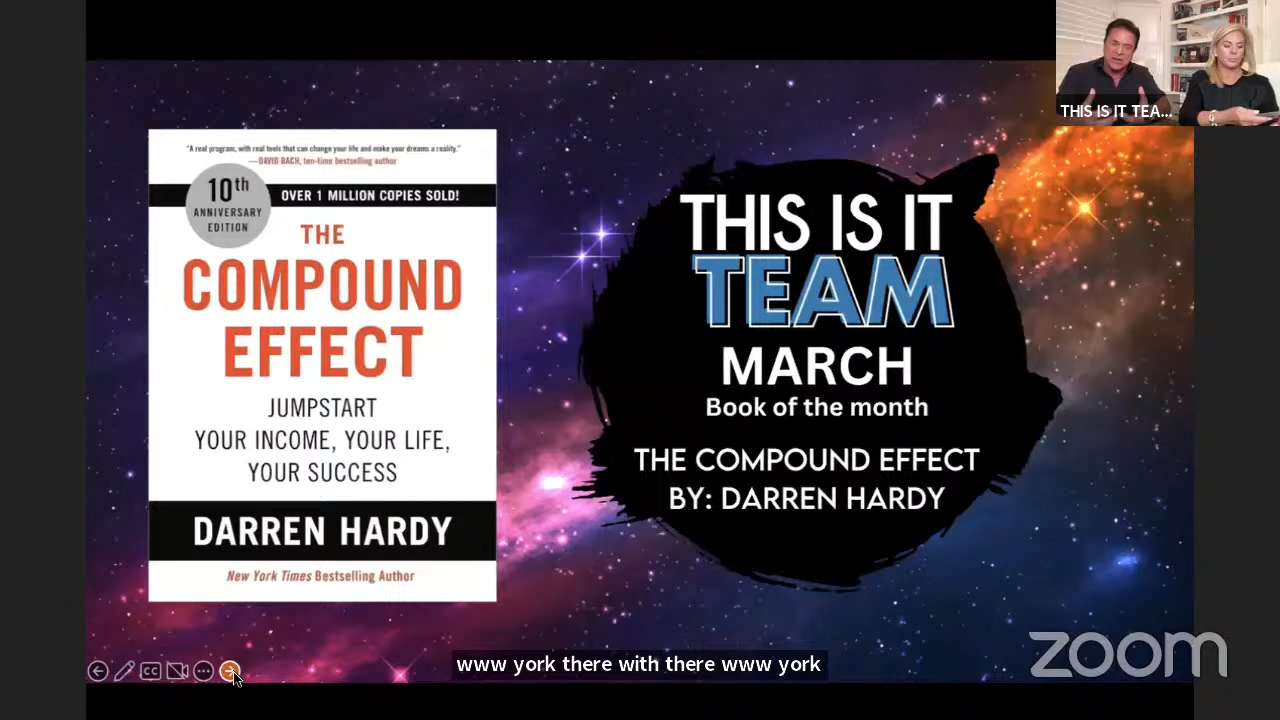 "A real program, with real tools that can change your life and make your dreams a reality."
—DAVID BACH, ten-time bestselling author
10th
ANNIVERSARY
EDITION
OVER 1 MILLION COPIES SOLD!
THE
COMPOUND
EFFECT
JUMPSTART
YOUR INCOME, YOUR LIFE,
YOUR SUCCESS
DARREN HARDY
New York Times Bestselling Author
THIS IS IT
TEAM
MARCH
Book of the month
THE COMPOUND EFFECT
BY: DARREN HARDY
THIS IS IT TEA...
CC
www york there with there www york
zoom